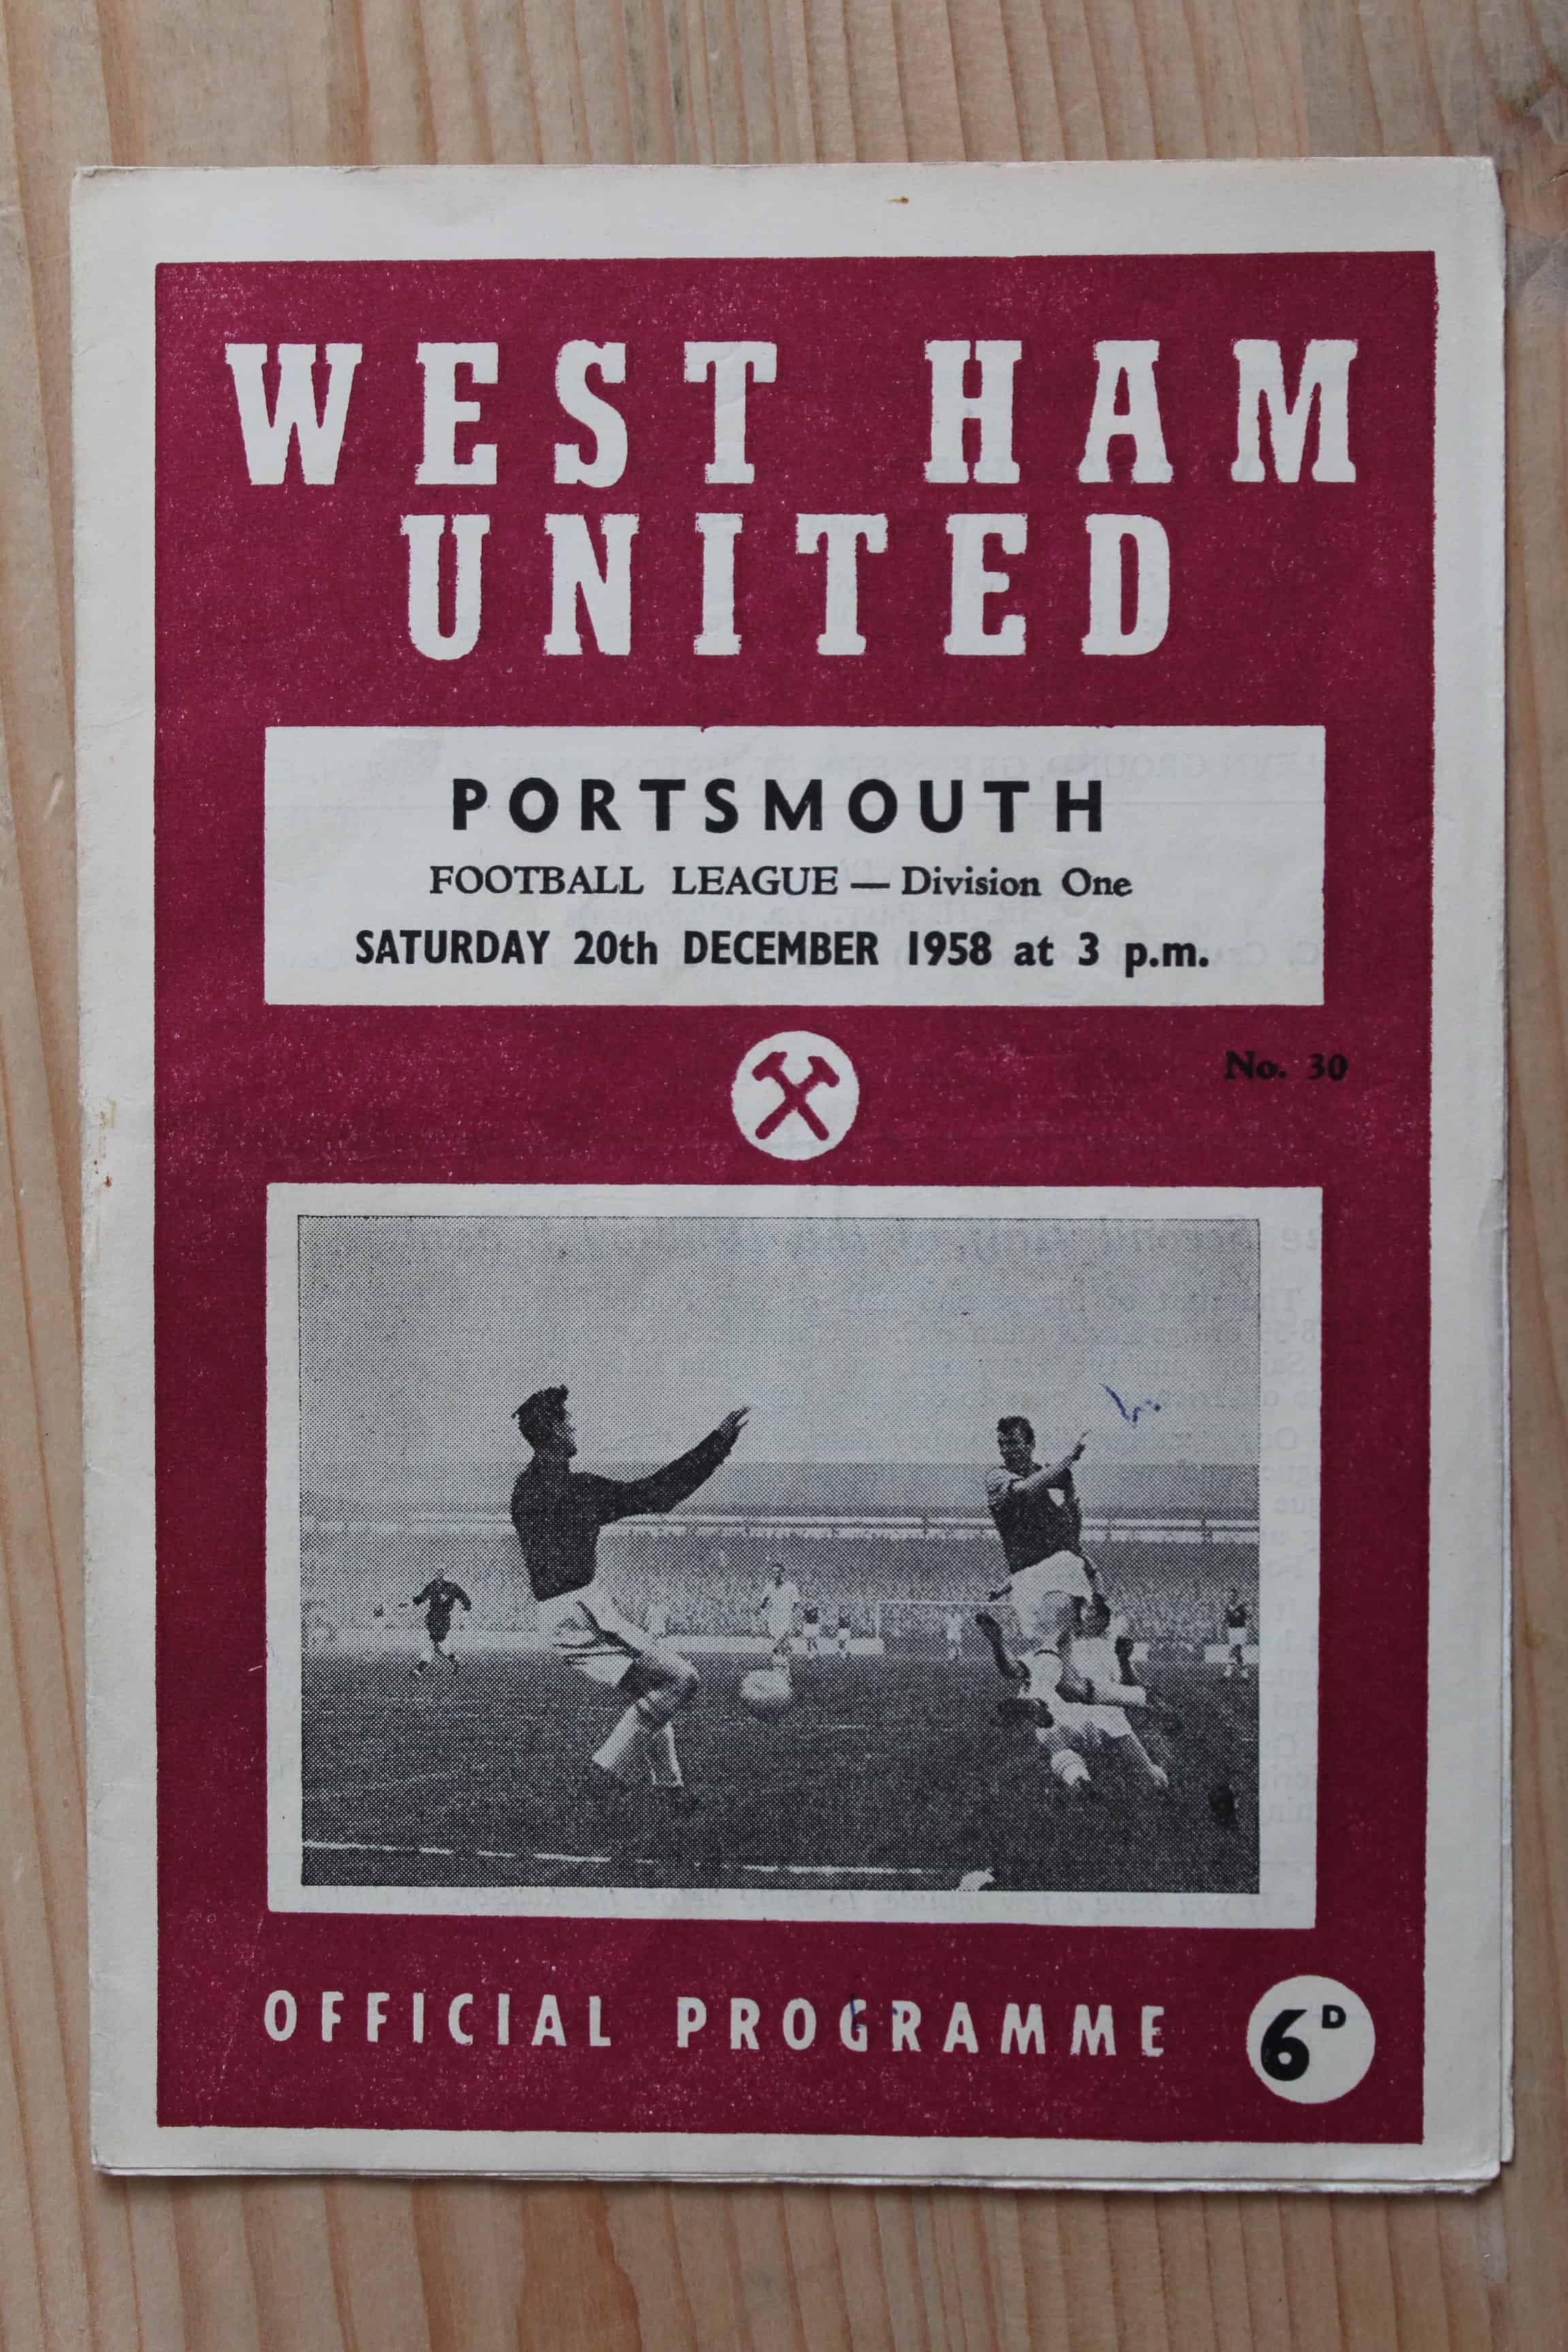 WEST HAM
UNITED
PORTSMOUTH
FOOTBALL LEAGUE — Division One
SATURDAY 20th DECEMBER 1958 at 3 p.m.
No. 30
OFFICIAL PROGRAMME
6D